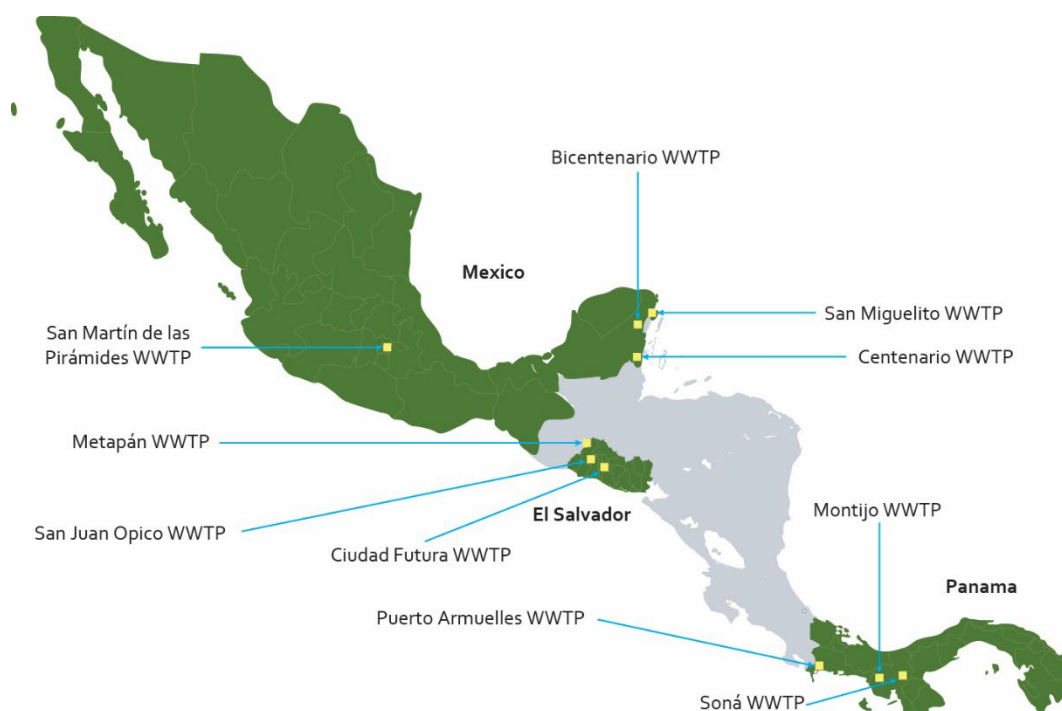 Bicentenario WWTP
Mexico
San Miguelito WWTP
San Martín de las
Pirámides WWTP
Centenario WWTP
Metapán WWTP
El Salvador
Montijo WWTP
San Juan Opico WWTP
Ciudad Futura WWTP
Panama
Puerto Armuelles WWTP
Soná WWTP